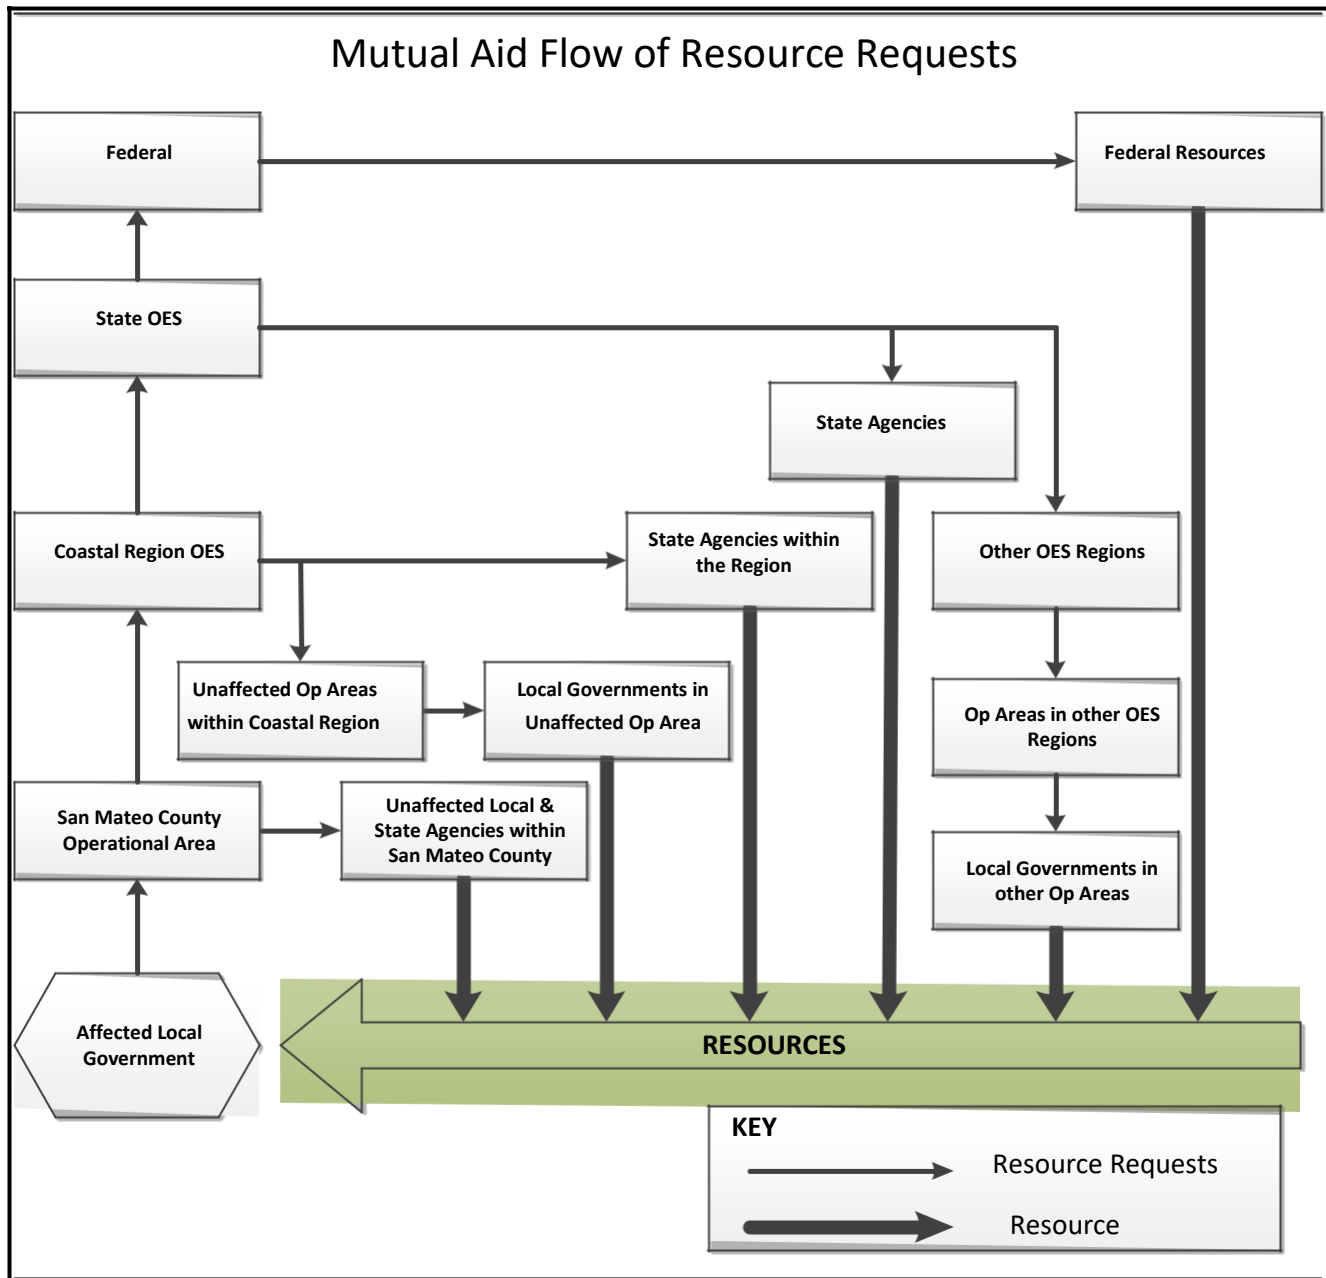 Mutual Aid Flow of Resource Requests
Federal
Federal Resources
State OES
State Agencies
Coastal Region OES
State Agencies within
the Region
Other OES Regions
Unaffected Op Areas
within Coastal Region
Local Governments in
Unaffected Op Area
Op Areas in other OES
Regions
San Mateo County
Operational Area
Unaffected Local &
State Agencies within
San Mateo County
Local Governments in
other Op Areas
Affected Local
Government
RESOURCES
KEY
Resource Requests
Resource